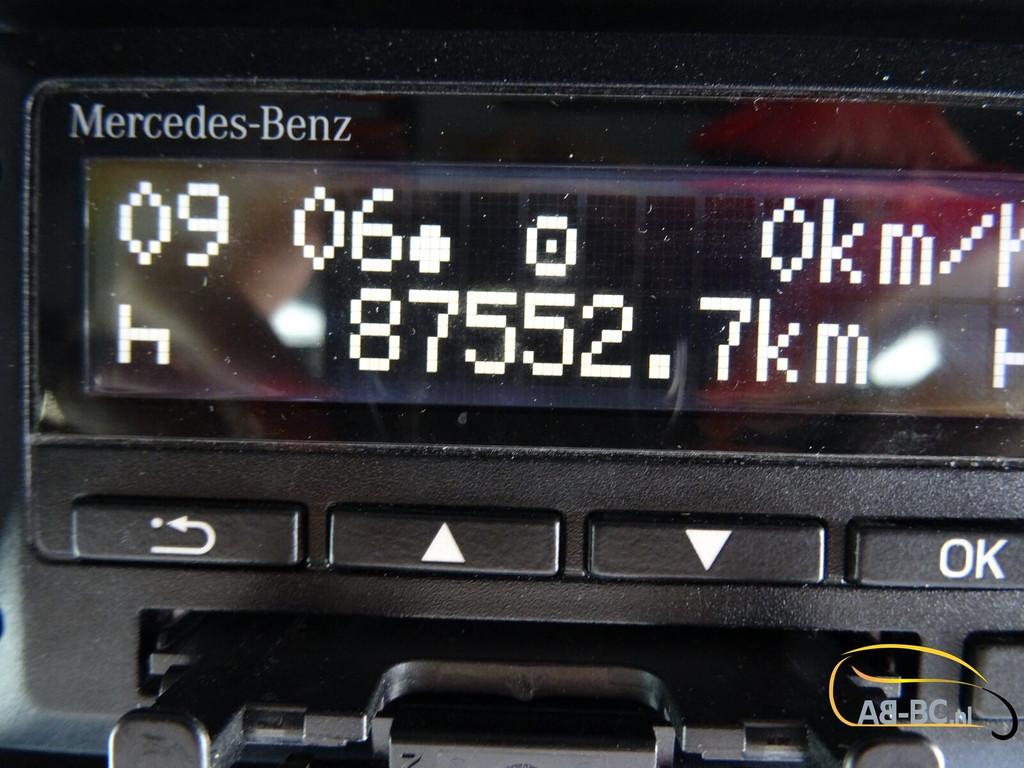 Mercedes-Benz
09 06● ⊡ 0km/h
h 87552.7km h
OK
AB-BC.nl